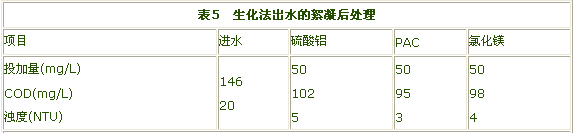 表5 生化法出水的絮凝后处理
项目 进水 硫酸铝 PAC 氯化镁
投加量(mg/L) 50 50 50
146
COD(mg/L) 102 95 98
20
浊度(NTU) 5 3 4